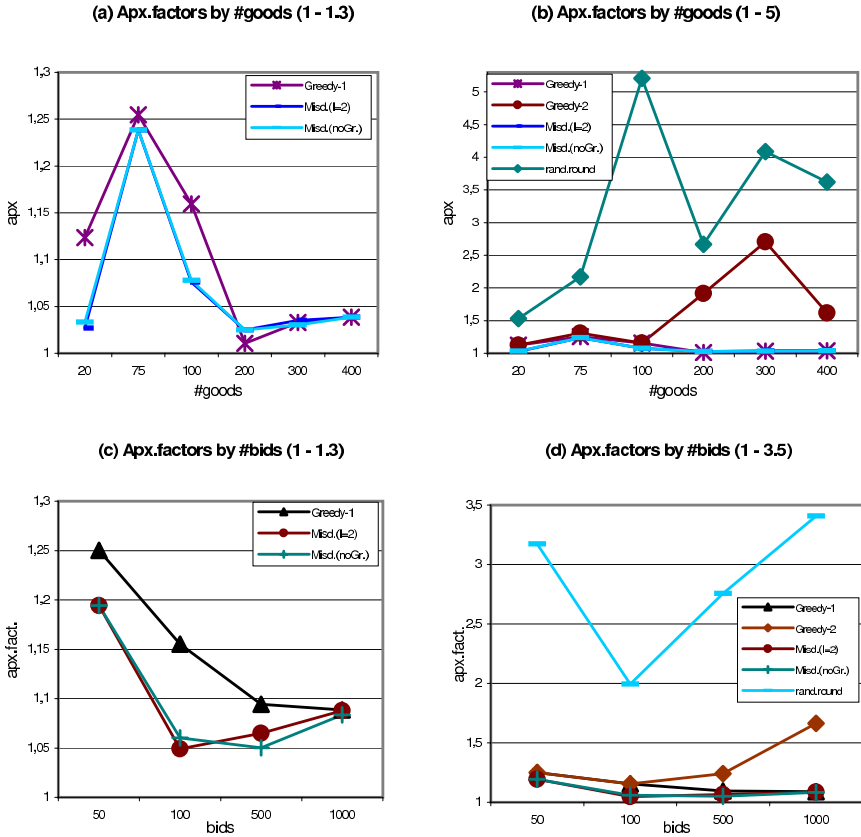 (a) Apx.factors by #goods (1 - 1.3)
1,3
1,25
1,2
1,15
1,1
1,05
1
apx
20 75 100 200 300 400
#goods
Greedy-1
Misd.(l=2)
Misd.(noGr.)
(b) Apx.factors by #goods (1 - 5)
5
4,5
4
3,5
3
2,5
2
1,5
1
apx
20 75 100 200 300 400
#goods
Greedy-1
Greedy-2
Misd.(l=2)
Misd.(noGr.)
rand.round
(c) Apx.factors by #bids (1 - 1.3)
1,3
1,25
1,2
1,15
1,1
1,05
1
apx.fact.
50 100 500 1000
bids
Greedy-1
Misd.(l=2)
Misd.(noGr.)
(d) Apx.factors by #bids (1 - 3.5)
3,5
3
2,5
2
1,5
1
apx.fact.
50 100 500 1000
bids
Greedy-1
Greedy-2
Misd.(l=2)
Misd.(noGr.)
rand.round